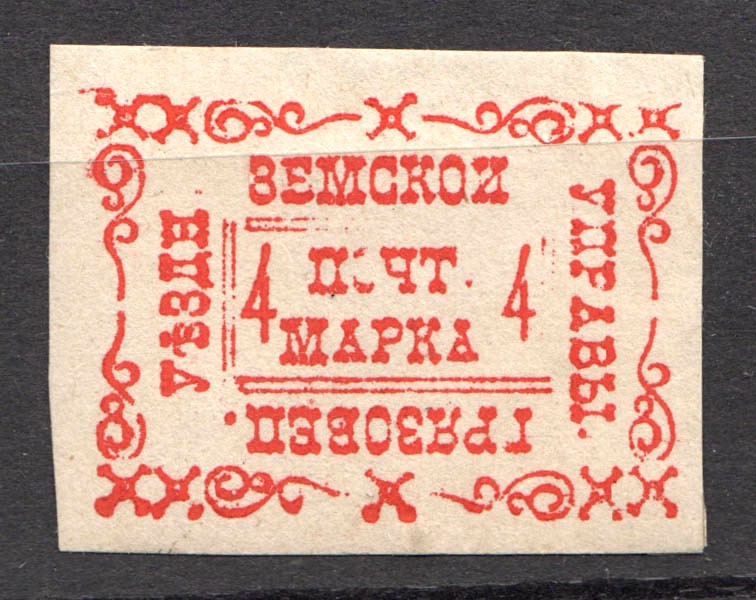 ГРЯЗОВЕЦ.
УѢЗДН.
ЗЕМСКОЙ
УПРАВЫ.
4 ПОЧТ. 4
МАРКА